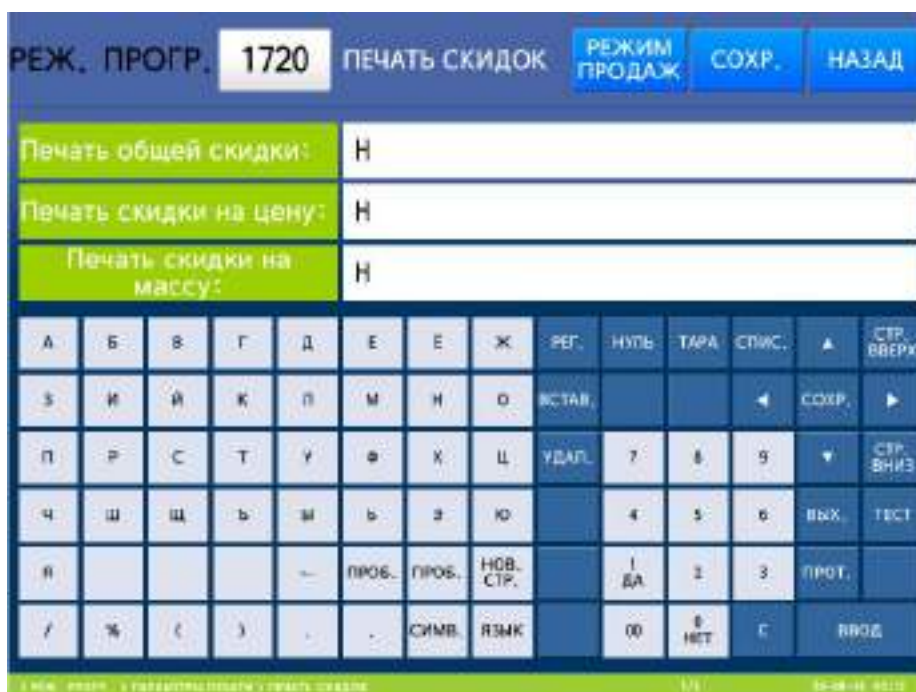 РЕЖ. ПРОГР. 1720 ПЕЧАТЬ СКИДОК РЕЖИМ ПРОДАЖ СОХР. НАЗАД
Печать общей скидки: Н
Печать скидки на цену: Н
Печать скидки на массу: Н
А Б В Г Д Е Ё Ж РЕГ. НУЛЬ ТАРА СПИС. ▲ СТР. ВВЕРХ
З И Й К Л М Н О ВСТАВ. ◀ СОХР. ▶
П Р С Т У Ф Х Ц УДАЛ. 7 8 9 ▼ СТР. ВНИЗ
Ч Ш Щ Ъ Ы Ь Э Ю 4 5 6 ВЫХ. ТЕСТ
Я ПРОБ. ПРОБ. НОВ. СТР. ! ДА 2 3 ПРОТ.
/ % ( ) , . СИМВ. ЯЗЫК 00 0 НЕТ С ВВОД